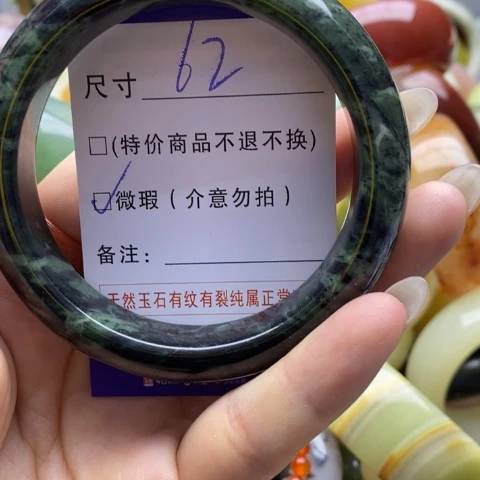 尺寸 62
□(特价商品不退不换)
☑微瑕(介意勿拍)
备注:
天然玉石有纹有裂纯属正常